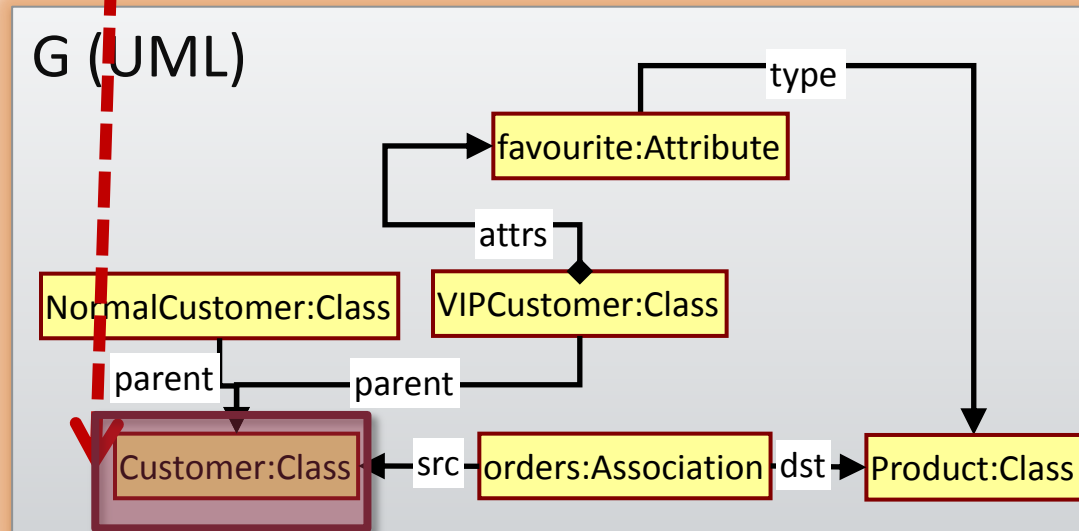 G (UML)
type
favourite:Attribute
attrs
NormalCustomer:Class
VIPCustomer:Class
parent
parent
Customer:Class
src
orders:Association
dst
Product:Class